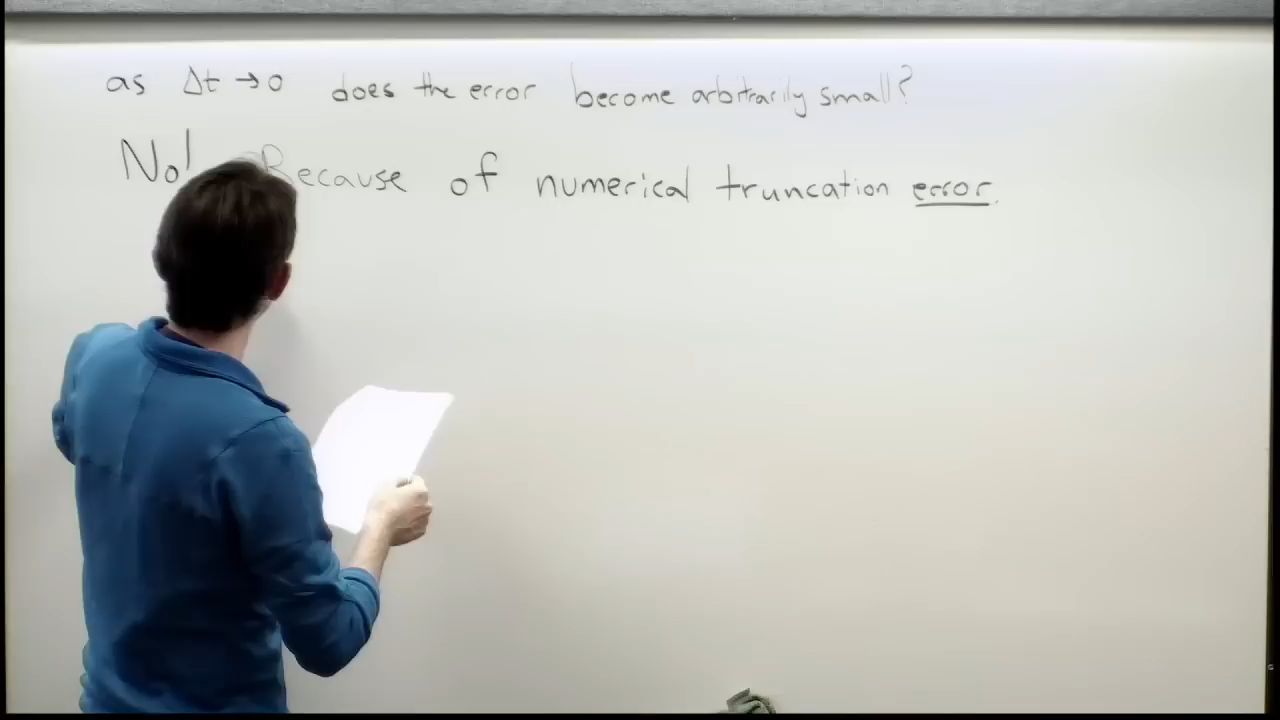 as Δt → 0 does the error become arbitrarily small?
No! Because of numerical truncation error.